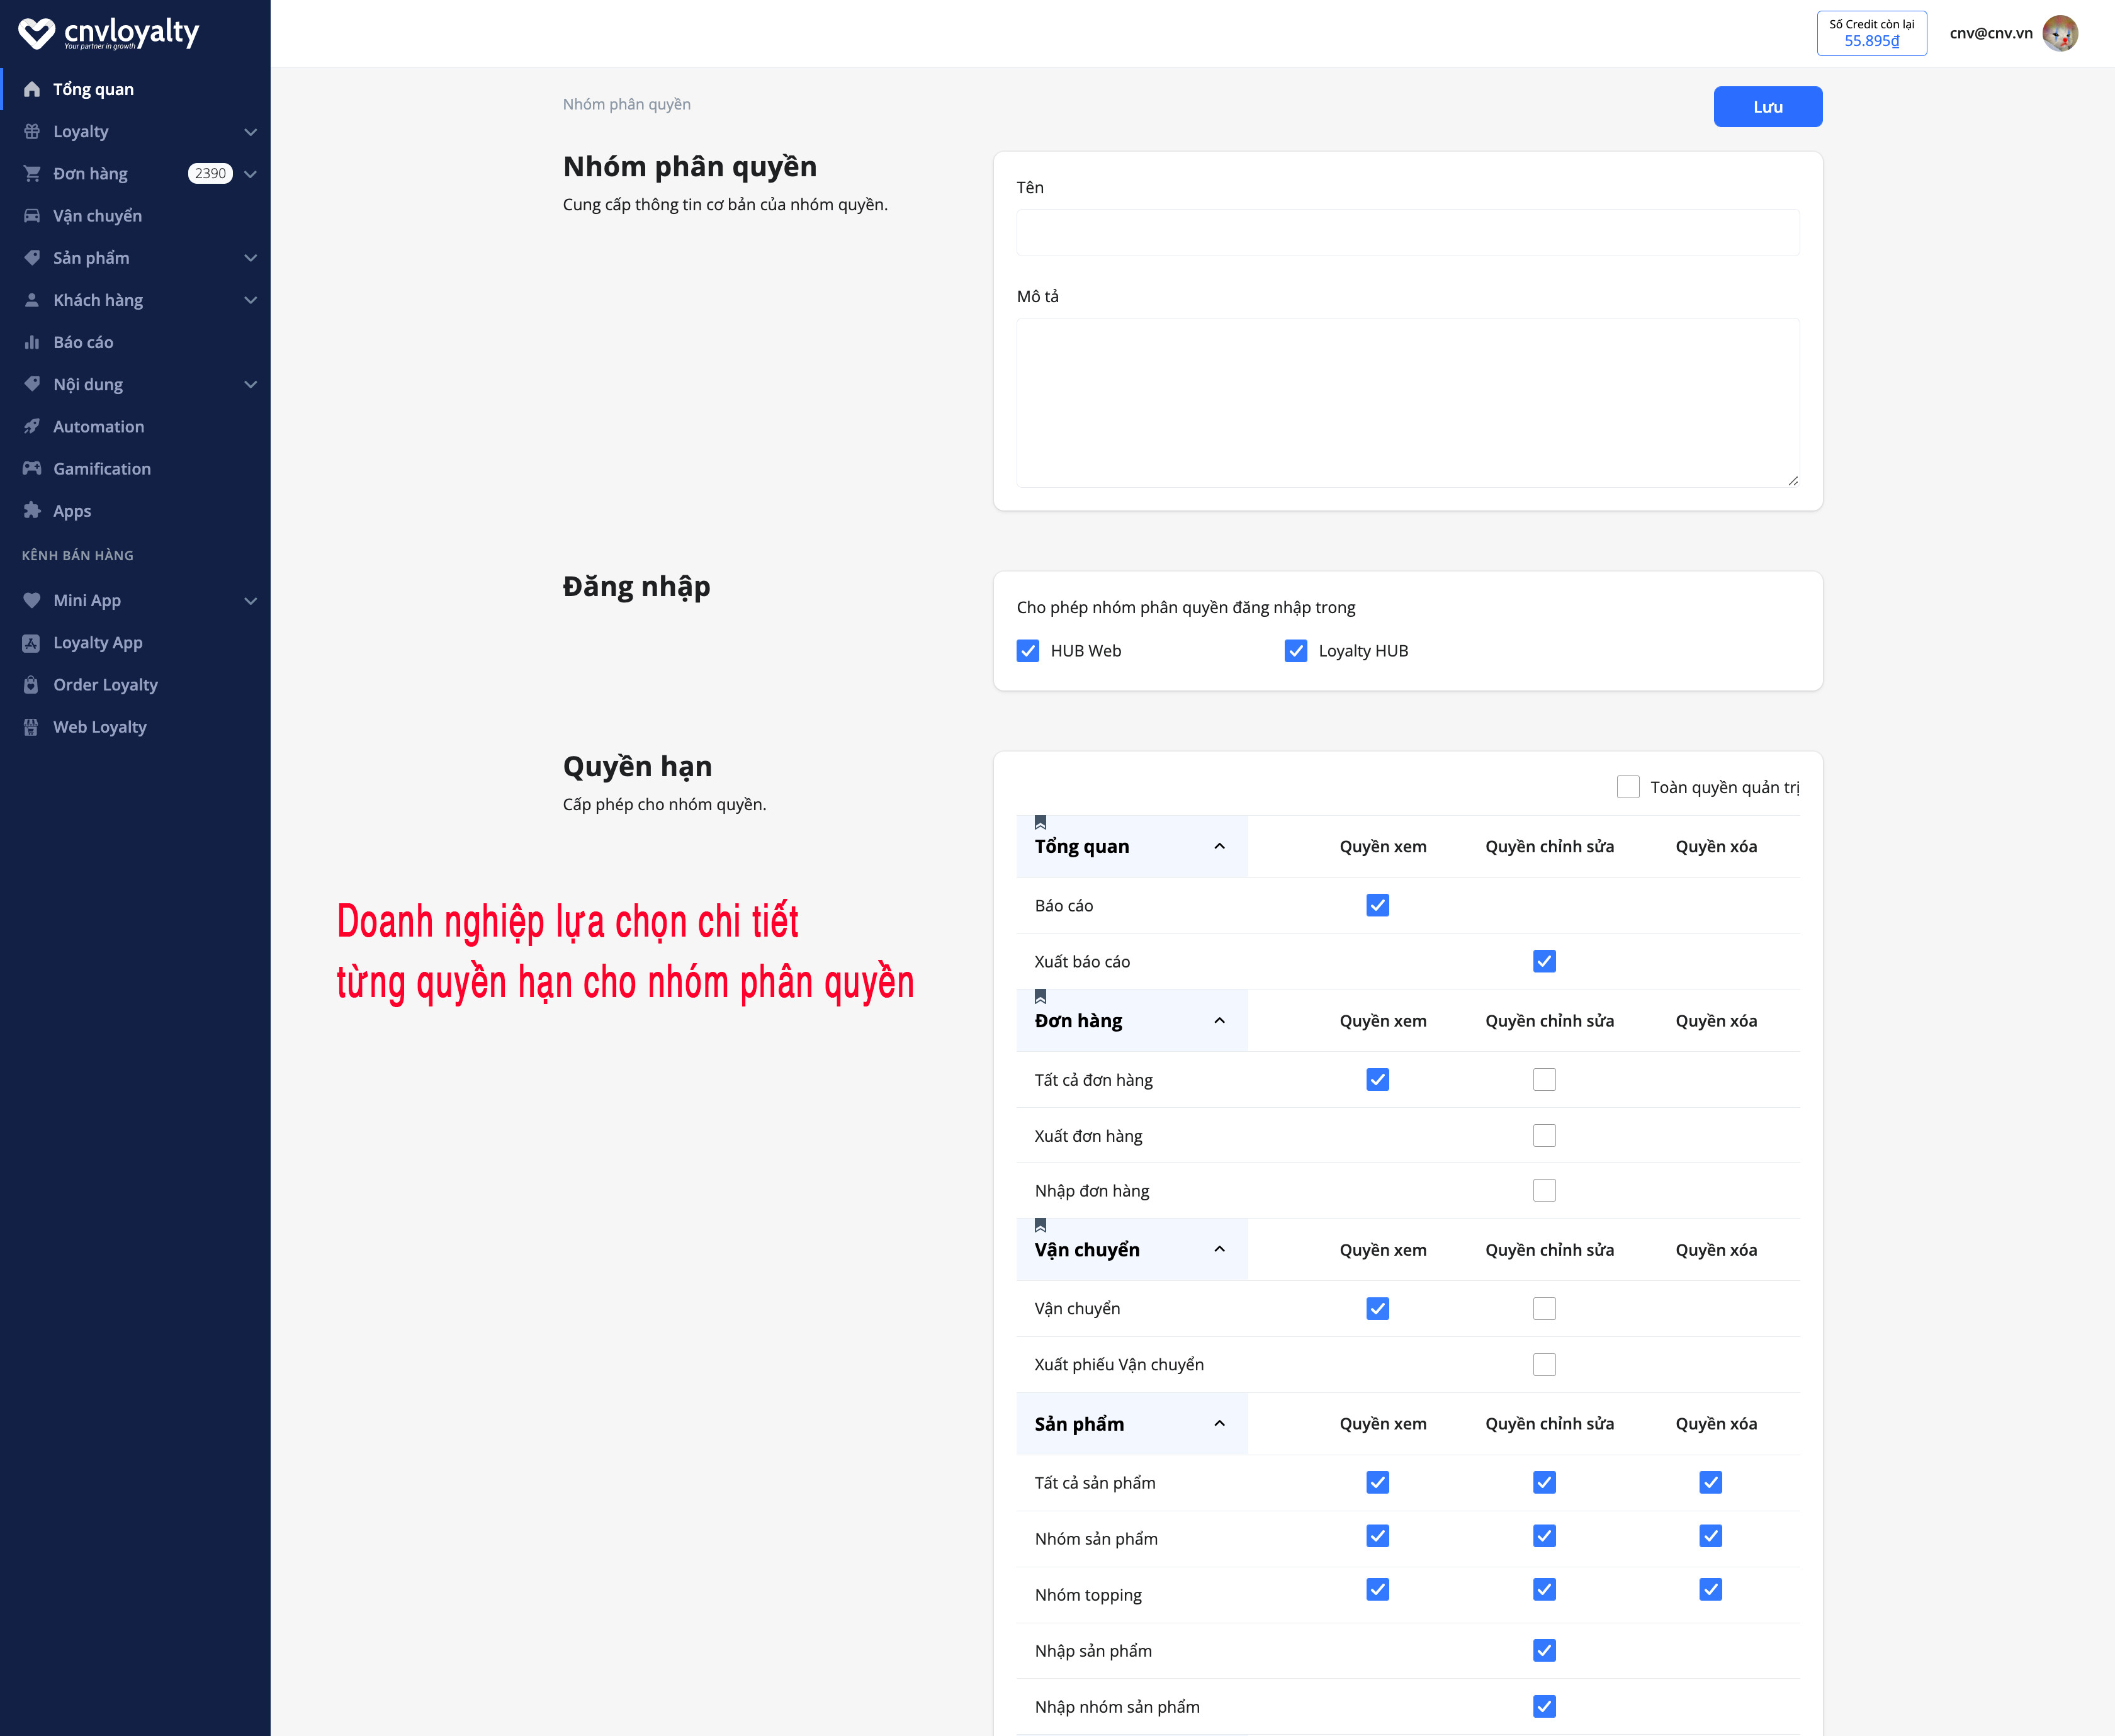 cnvloyalty
Your partner in growth
Số Credit còn lại
55.895₫
cnv@cnv.vn
Tổng quan
Loyalty
Đơn hàng 2390
Vận chuyển
Sản phẩm
Khách hàng
Báo cáo
Nội dung
Automation
Gamification
Apps
KÊNH BÁN HÀNG
Mini App
Loyalty App
Order Loyalty
Web Loyalty
Nhóm phân quyền
Lưu
Nhóm phân quyền
Cung cấp thông tin cơ bản của nhóm quyền.
Tên
Mô tả
Đăng nhập
Cho phép nhóm phân quyền đăng nhập trong
HUB Web Loyalty HUB
Quyền hạn
Cấp phép cho nhóm quyền.
Doanh nghiệp lựa chọn chi tiết
từng quyền hạn cho nhóm phân quyền
Toàn quyền quản trị
Tổng quan Quyền xem Quyền chỉnh sửa Quyền xóa
Báo cáo
Xuất báo cáo
Đơn hàng Quyền xem Quyền chỉnh sửa Quyền xóa
Tất cả đơn hàng
Xuất đơn hàng
Nhập đơn hàng
Vận chuyển Quyền xem Quyền chỉnh sửa Quyền xóa
Vận chuyển
Xuất phiếu Vận chuyển
Sản phẩm Quyền xem Quyền chỉnh sửa Quyền xóa
Tất cả sản phẩm
Nhóm sản phẩm
Nhóm topping
Nhập sản phẩm
Nhập nhóm sản phẩm